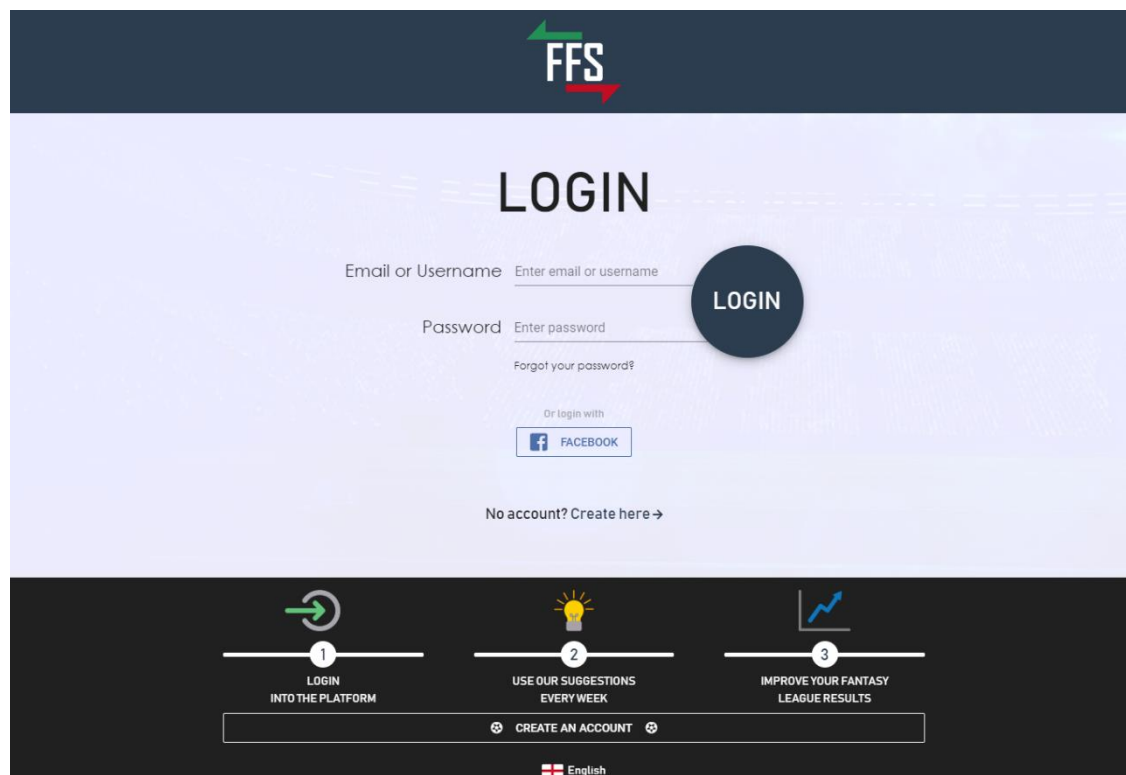 FFS
LOGIN
Email or Username Enter email or username
LOGIN
Password Enter password
Forgot your password?
Or login with
FACEBOOK
No account? Create here
1
LOGIN
INTO THE PLATFORM
2
USE OUR SUGGESTIONS
EVERY WEEK
3
IMPROVE YOUR FANTASY
LEAGUE RESULTS
CREATE AN ACCOUNT
English